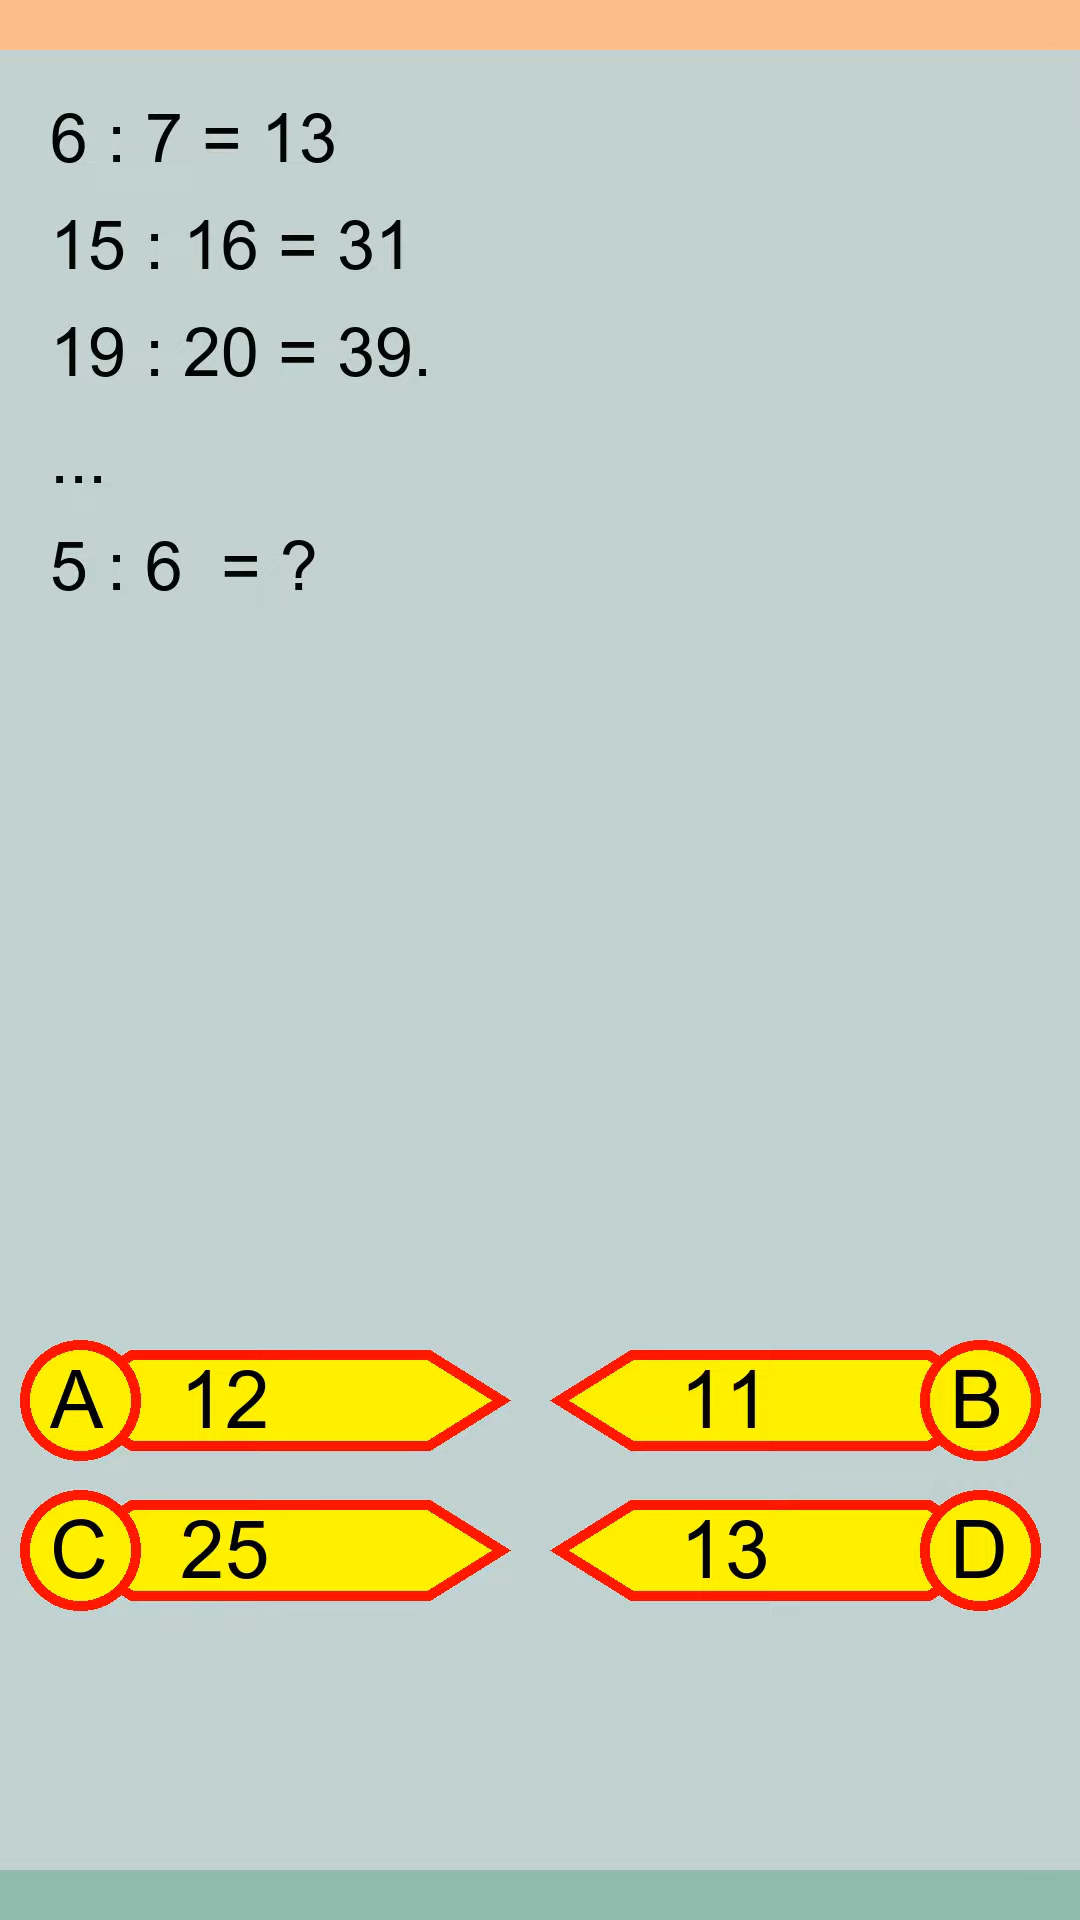 6 : 7 = 13
15 : 16 = 31
19 : 20 = 39.
...
5 : 6  = ?
A 12
11 B
C 25
13 D